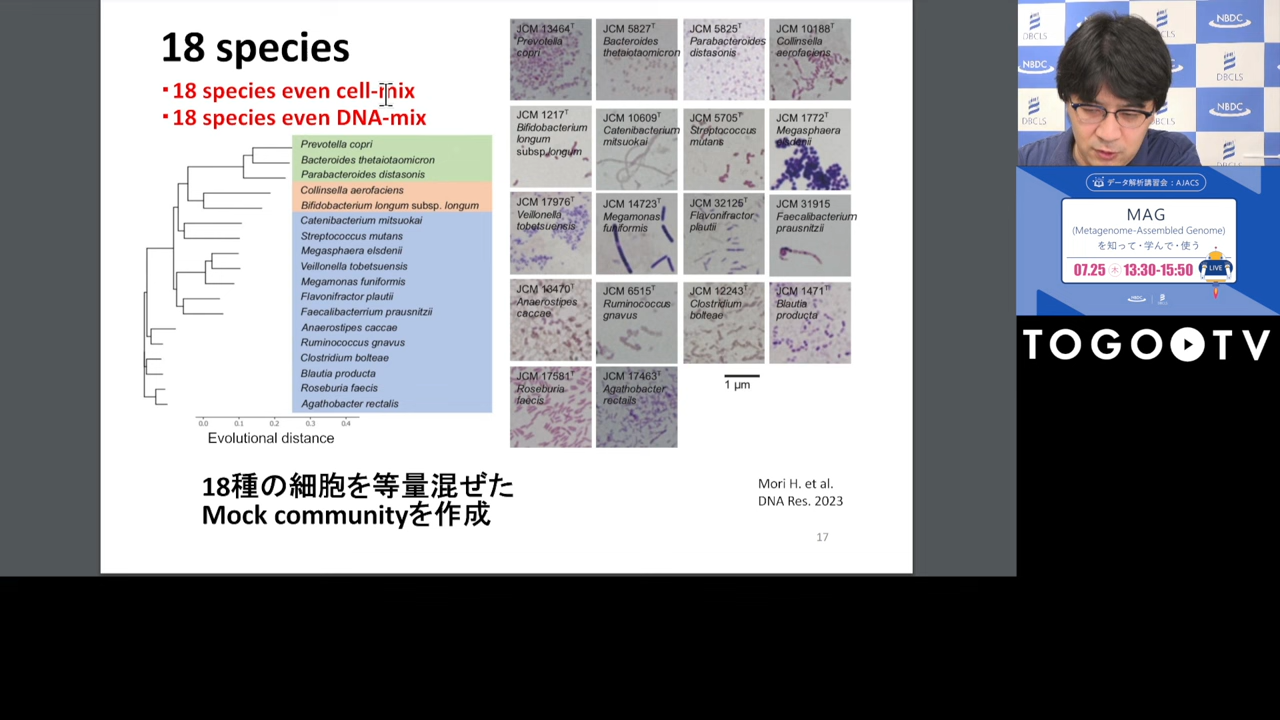 18 species
・18 species even cell-mix
・18 species even DNA-mix
Prevotella copri
Bacteroides thetaiotaomicron
Parabacteroides distasonis
Collinsella aerofaciens
Bifidobacterium longum subsp. longum
Catenibacterium mitsuokai
Streptococcus mutans
Megasphaera elsdenii
Veillonella tobetsuensis
Megamonas funiformis
Flavonifractor plautii
Faecalibacterium prausnitzii
Anaerostipes caccae
Ruminococcus gnavus
Clostridium bolteae
Blautia producta
Roseburia faecis
Agathobacter rectalis
0.0 0.1 0.2 0.3 0.4
Evolutional distance
JCM 13464T
Prevotella
copri
JCM 5827T
Bacteroides
thetaiotaomicron
JCM 5825T
Parabacteroides
distasonis
JCM 10188T
Collinsella
aerofaciens
JCM 1217T
Bifidobacterium
longum
subsp. longum
JCM 10609T
Catenibacterium
mitsuokai
JCM 5705T
Streptococcus
mutans
JCM 1772T
Megasphaera
elsdenii
JCM 17976T
Veillonella
tobetsuensis
JCM 14723T
Megamonas
funiformis
JCM 32125T
Flavonifractor
plautii
JCM 31915
Faecalibacterium
prausnitzii
JCM 13470T
Anaerostipes
caccae
JCM 6515T
Ruminococcus
gnavus
JCM 12243T
Clostridium
bolteae
JCM 1471T
Blautia
producta
JCM 17581T
Roseburia
faecis
JCM 17463T
Agathobacter
rectalis
1 μm
18種の細胞を等量混ぜた
Mock communityを作成
Mori H. et al.
DNA Res. 2023
17
NBDC
DBCLS
NBDC
DBCLS
NBDC
データ解析講習会：AJACS
MAG
(Metagenome-Assembled Genome)
を知って・学んで・使う
07.25 木 13:30-15:50
LIVE
NBDC
DBCLS
TOGO TV